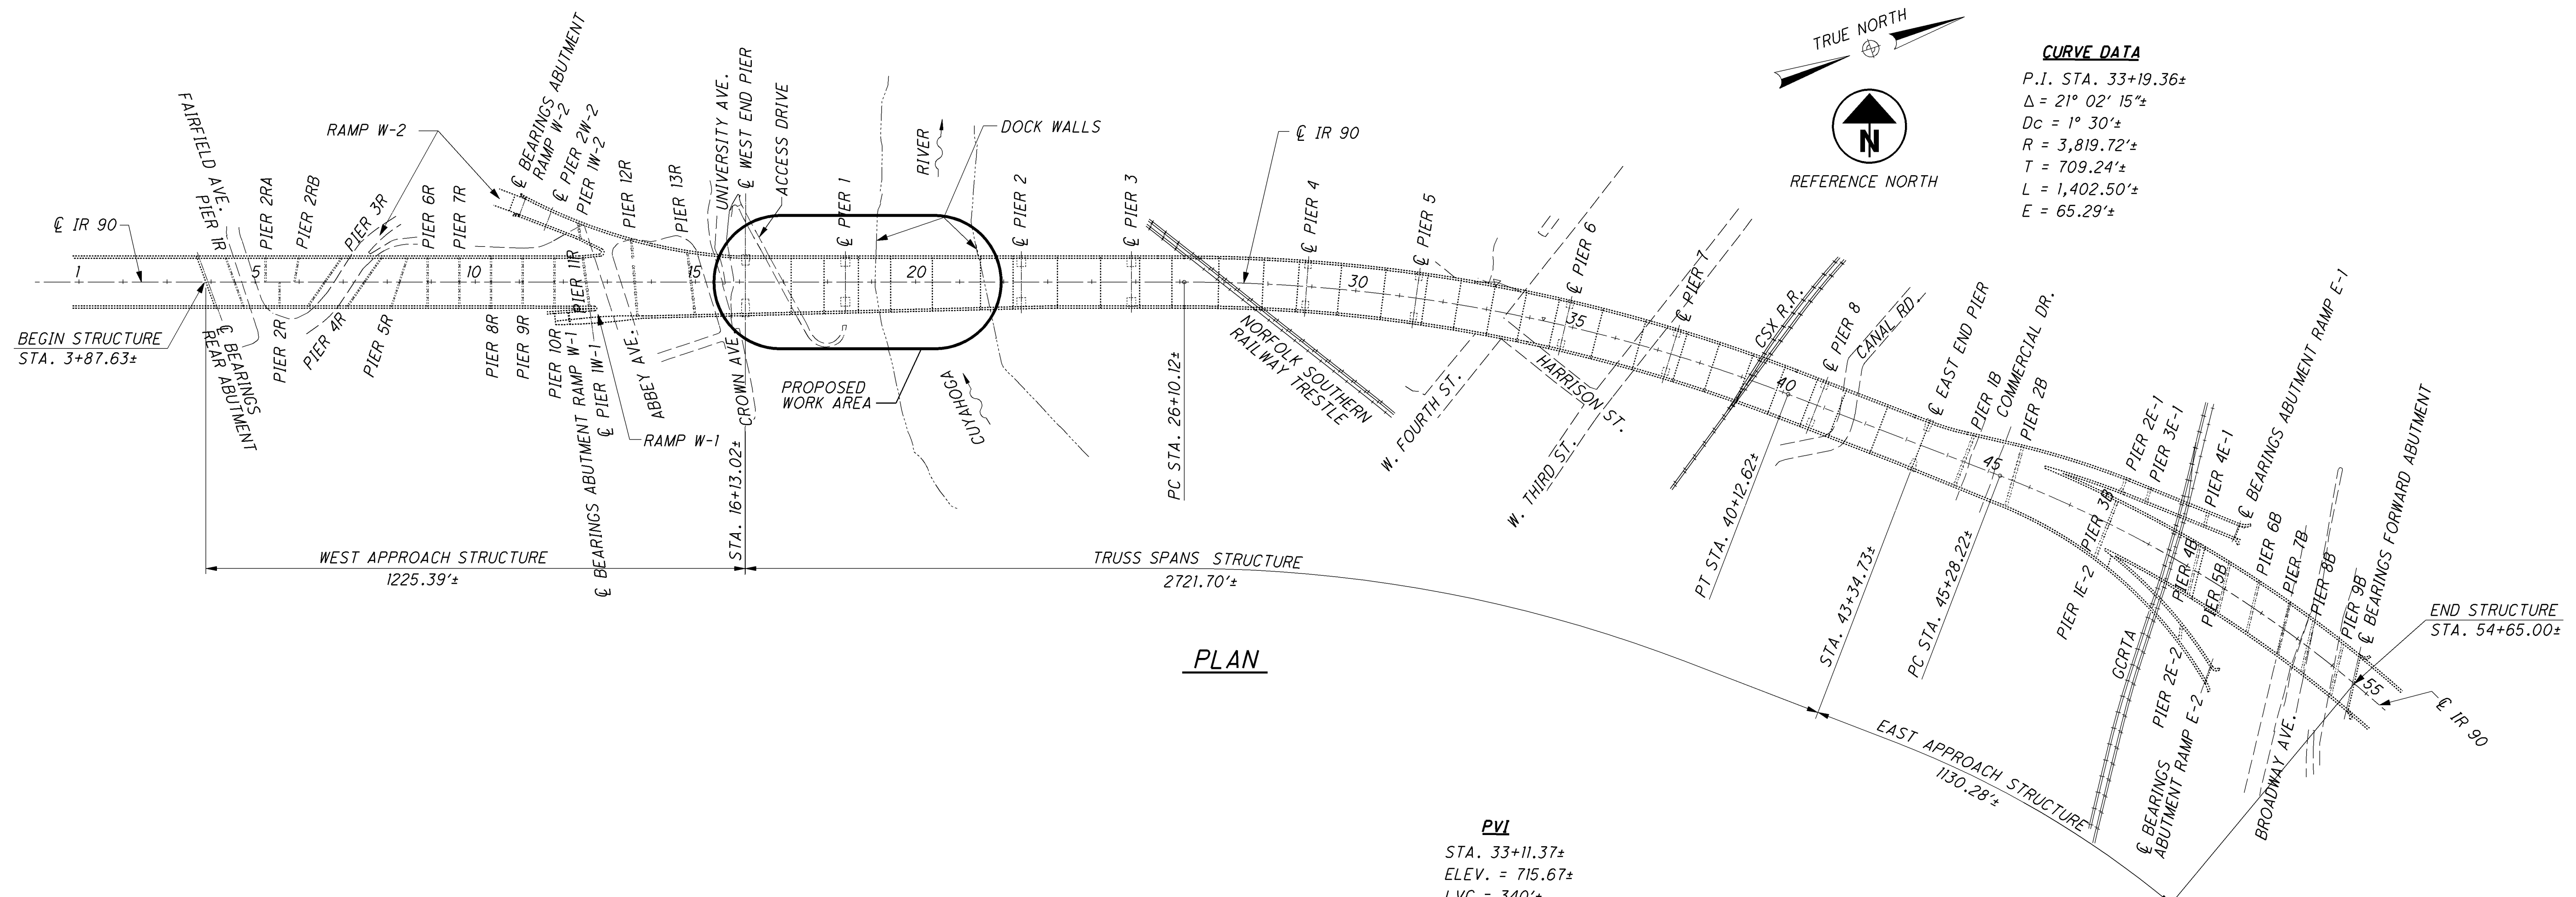 TRUE NORTH
N
REFERENCE NORTH
CURVE DATA
P.I. STA. 33+19.36±
Δ = 21° 02' 15"±
Dc = 1° 30'±
R = 3,819.72'±
T = 709.24'±
L = 1,402.50'±
E = 65.29'±
℄ IR 90
1
BEGIN STRUCTURE
STA. 3+87.63±
FAIRFIELD AVE.
PIER 1R
℄ BEARINGS
REAR ABUTMENT
5
PIER 2RA
PIER 2RB
PIER 2R
PIER 3R
PIER 4R
PIER 5R
PIER 6R
PIER 7R
10
PIER 8R
PIER 9R
PIER 10R
PIER 11R
RAMP W-2
℄ BEARINGS ABUTMENT
RAMP W-2
℄ PIER 2W-2
PIER 1W-2
℄ BEARINGS ABUTMENT RAMP W-1
℄ PIER 1W-1
RAMP W-1
PIER 12R
PIER 13R
ABBEY AVE.
15
UNIVERSITY AVE.
℄ WEST END PIER
CROWN AVE.
STA. 16+13.02±
ACCESS DRIVE
℄ PIER 1
PROPOSED
WORK AREA
RIVER
DOCK WALLS
20
CUYAHOGA
℄ PIER 2
℄ PIER 3
PC STA. 26+10.12±
℄ IR 90
℄ PIER 4
NORFOLK SOUTHERN
RAILWAY TRESTLE
30
℄ PIER 5
W. FOURTH ST.
HARRISON ST.
35
℄ PIER 6
W. THIRD ST.
℄ PIER 7
CSX R.R.
40
℄ PIER 8
CANAL RD.
PT STA. 40+12.62±
℄ EAST END PIER
STA. 43+34.73±
PIER 1B
COMMERCIAL DR.
PIER 2B
45
PC STA. 45+28.22±
PIER 2E-1
PIER 3E-1
PIER 4E-1
℄ BEARINGS ABUTMENT RAMP E-1
PIER 3B
PIER 1E-2
PIER 4B
PIER 5B
PIER 6B
PIER 7B
PIER 8B
PIER 9B
℄ BEARINGS FORWARD ABUTMENT
GCRTA
PIER 2E-2
℄ BEARINGS
ABUTMENT RAMP E-2
BROADWAY AVE.
END STRUCTURE
STA. 54+65.00±
55
℄ IR 90
WEST APPROACH STRUCTURE
1225.39'±
TRUSS SPANS STRUCTURE
2721.70'±
EAST APPROACH STRUCTURE
1130.28'±
PLAN
PVI
STA. 33+11.37±
ELEV. = 715.67±
LVC = 340'±